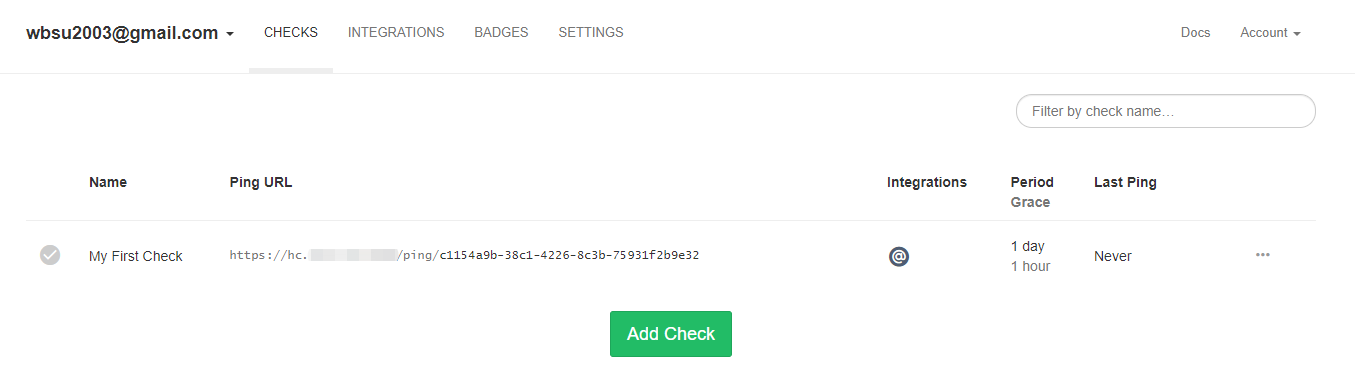 wbsu2003@gmail.com CHECKS INTEGRATIONS BADGES SETTINGS Docs Account
Filter by check name…
Name Ping URL Integrations Period Last Ping
Grace
My First Check https://hc. /ping/c1154a9b-38c1-4226-8c3b-75931f2b9e32 @ 1 day Never
1 hour
Add Check